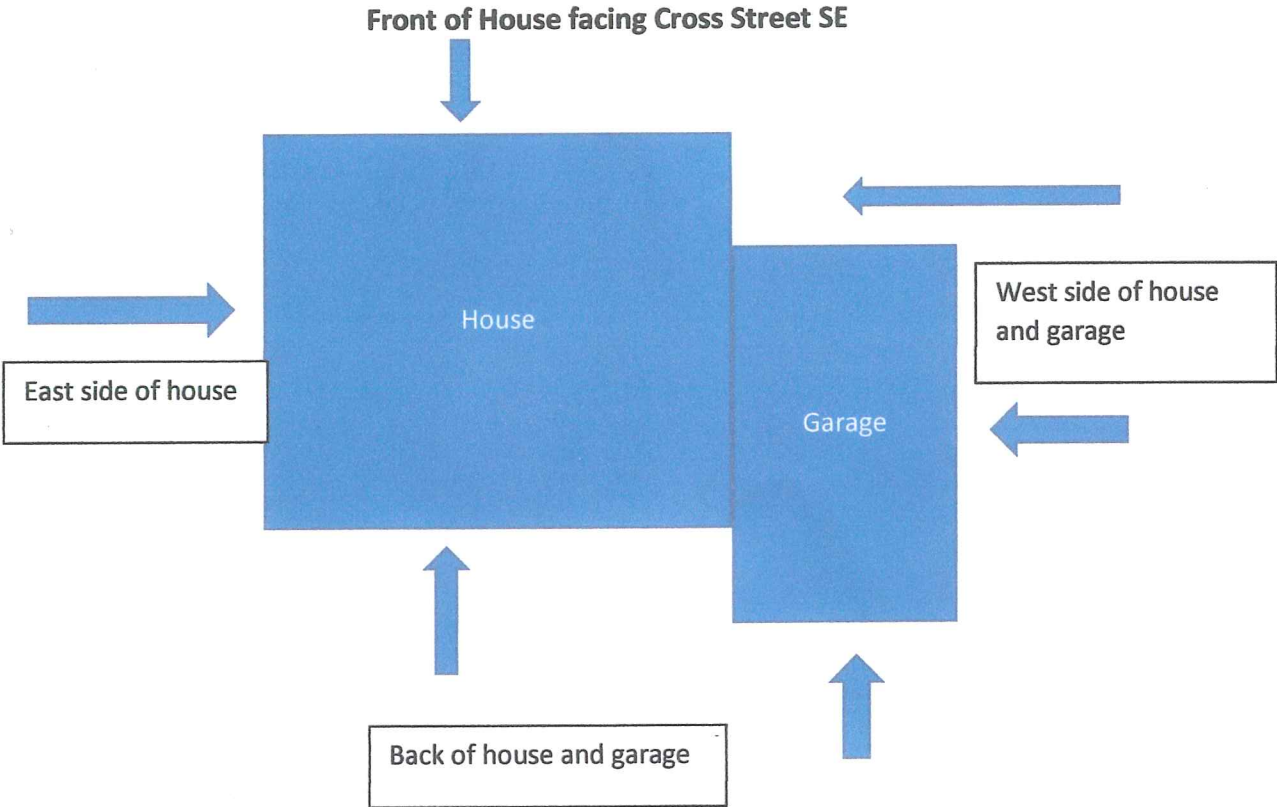 Front of House facing Cross Street SE
House
West side of house
and garage
East side of house
Garage
Back of house and garage